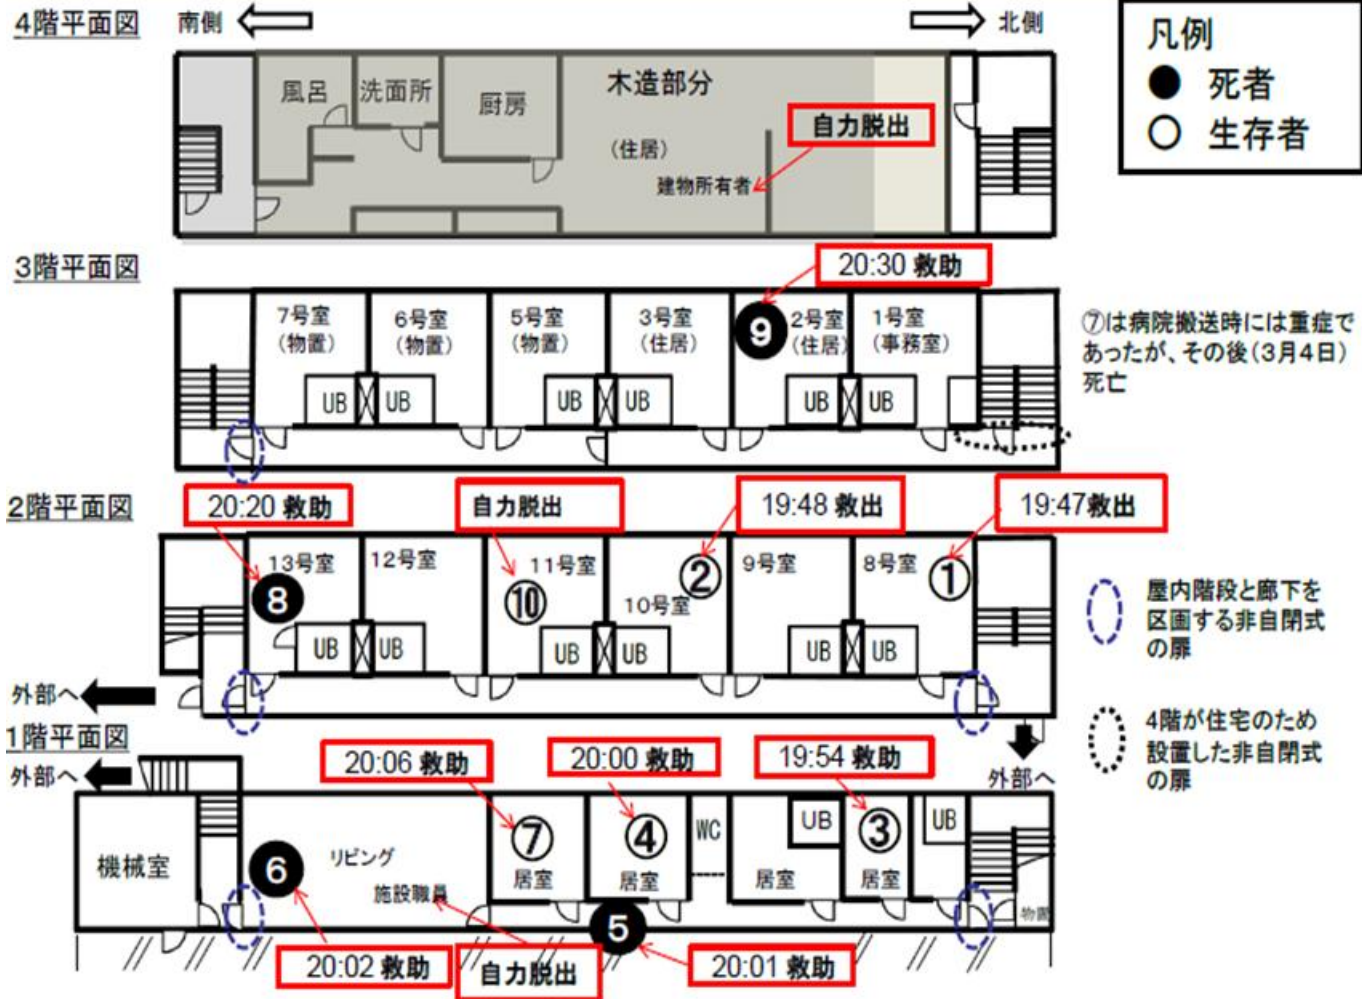 4階平面図
南側
北側
凡例
● 死者
○ 生存者
風呂
洗面所
厨房
木造部分
(住居)
自力脱出
建物所有者
3階平面図
20:30 救助
7号室
(物置)
6号室
(物置)
5号室
(物置)
3号室
(住居)
❾
2号室
(住居)
1号室
(事務室)
UB
UB
UB
UB
UB
UB
⑦は病院搬送時には重症で
あったが、その後(3月4日)
死亡
2階平面図
20:20 救助
自力脱出
19:48 救出
19:47救出
13号室
❽
12号室
11号室
⑩
10号室
②
9号室
8号室
①
UB
UB
UB
UB
UB
UB
外部へ
屋内階段と廊下を
区画する非自閉式
の扉
4階が住宅のため
設置した非自閉式
の扉
外部へ
1階平面図
外部へ
20:06 救助
20:00 救助
19:54 救助
機械室
❻
リビング
施設職員
⑦
居室
④
居室
WC
居室
UB
③
居室
UB
物置
❺
20:02 救助
自力脱出
20:01 救助